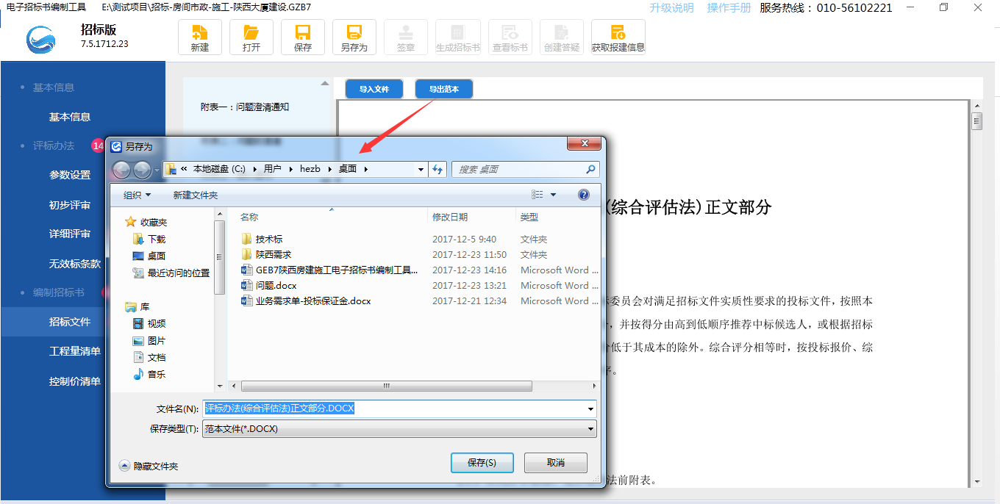 电子招标书编制工具 E:\测试项目\招标-房间市政-施工-陕西大厦建设.GZB7 升级说明 操作手册 服务热线：010-56102221
招标版
7.5.1712.23
新建 打开 保存 另存为 签章 生成招标书 查看标书 创建答疑 获取报建信息
基本信息
基本信息
评标办法 14
参数设置
初步评审
详细评审
无效标条款
编制招标书
招标文件
工程量清单
控制价清单
附表一：问题澄清通知
导入文件 导出范本
(综合评估法)正文部分
标委员会对满足招标文件实质性要求的投标文件，按照本
，并按得分由高到低顺序推荐中标候选人，或根据招标
价低于其成本的除外。综合评分相等时，按投标报价、综
序。
法前附表。
另存为
« 本地磁盘 (C:) 用户 hezb 桌面 搜索 桌面
组织 新建文件夹
收藏夹
下载
桌面
最近访问的位置
库
视频
图片
文档
音乐
名称 修改日期 类型
技术标 2017-12-5 9:40 文件夹
陕西需求 2017-12-23 11:50 文件夹
GEB7陕西房建施工电子招标书编制工具... 2017-12-23 14:16 Microsoft Word ...
问题.docx 2017-12-23 13:21 Microsoft Word ...
业务需求单-投标保证金.docx 2017-12-21 12:34 Microsoft Word ...
文件名(N): 评标办法(综合评估法)正文部分.DOCX
保存类型(T): 范本文件(*.DOCX)
隐藏文件夹 保存(S) 取消